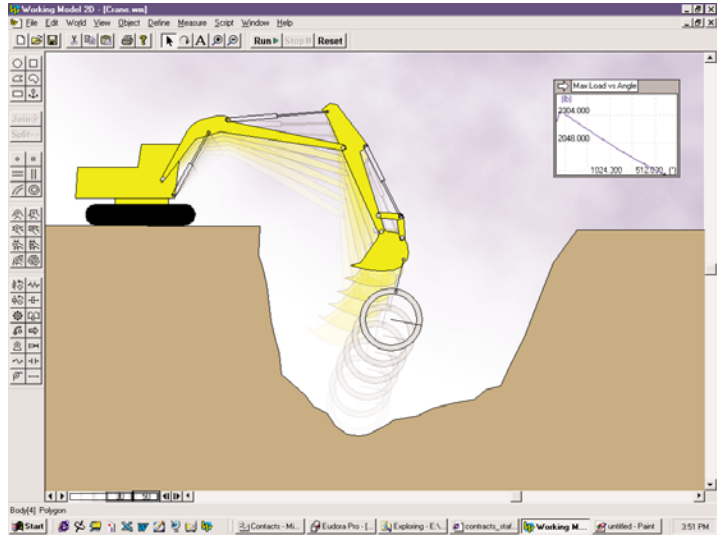 Working Model 2D - [Crane.wm]
File Edit World View Object Define Measure Script Window Help
A Run Stop Reset
Join
Split
Max Load vs Angle
(lb)
2304.000
2048.000
1024.000 512.000 (°)
Body[4] Polygon
Start Contacts - Mi... Eudora Pro - [... Exploring - E:\... contracts_staf... Working M... untitled - Paint 3:51 PM